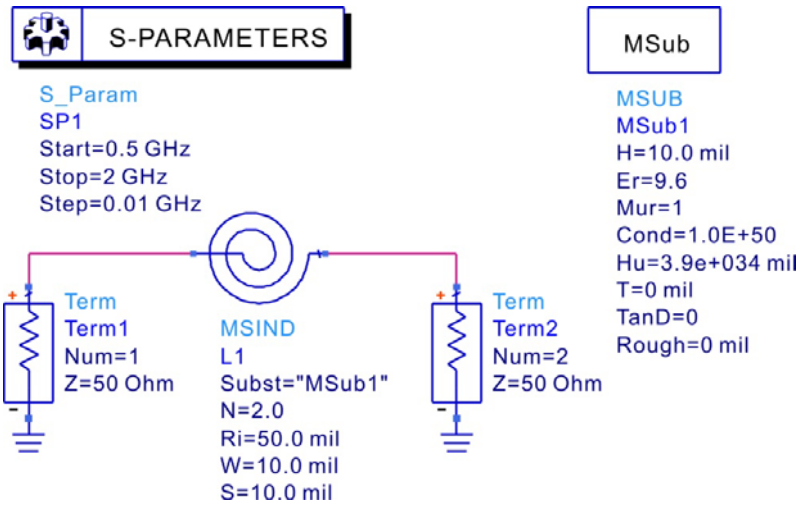 S-PARAMETERS
S_Param
SP1
Start=0.5 GHz
Stop=2 GHz
Step=0.01 GHz
MSub
MSUB
MSub1
H=10.0 mil
Er=9.6
Mur=1
Cond=1.0E+50
Hu=3.9e+034 mil
T=0 mil
TanD=0
Rough=0 mil
+
Term
Term1
Num=1
Z=50 Ohm
-
MSIND
L1
Subst="MSub1"
N=2.0
Ri=50.0 mil
W=10.0 mil
S=10.0 mil
+
Term
Term2
Num=2
Z=50 Ohm
-